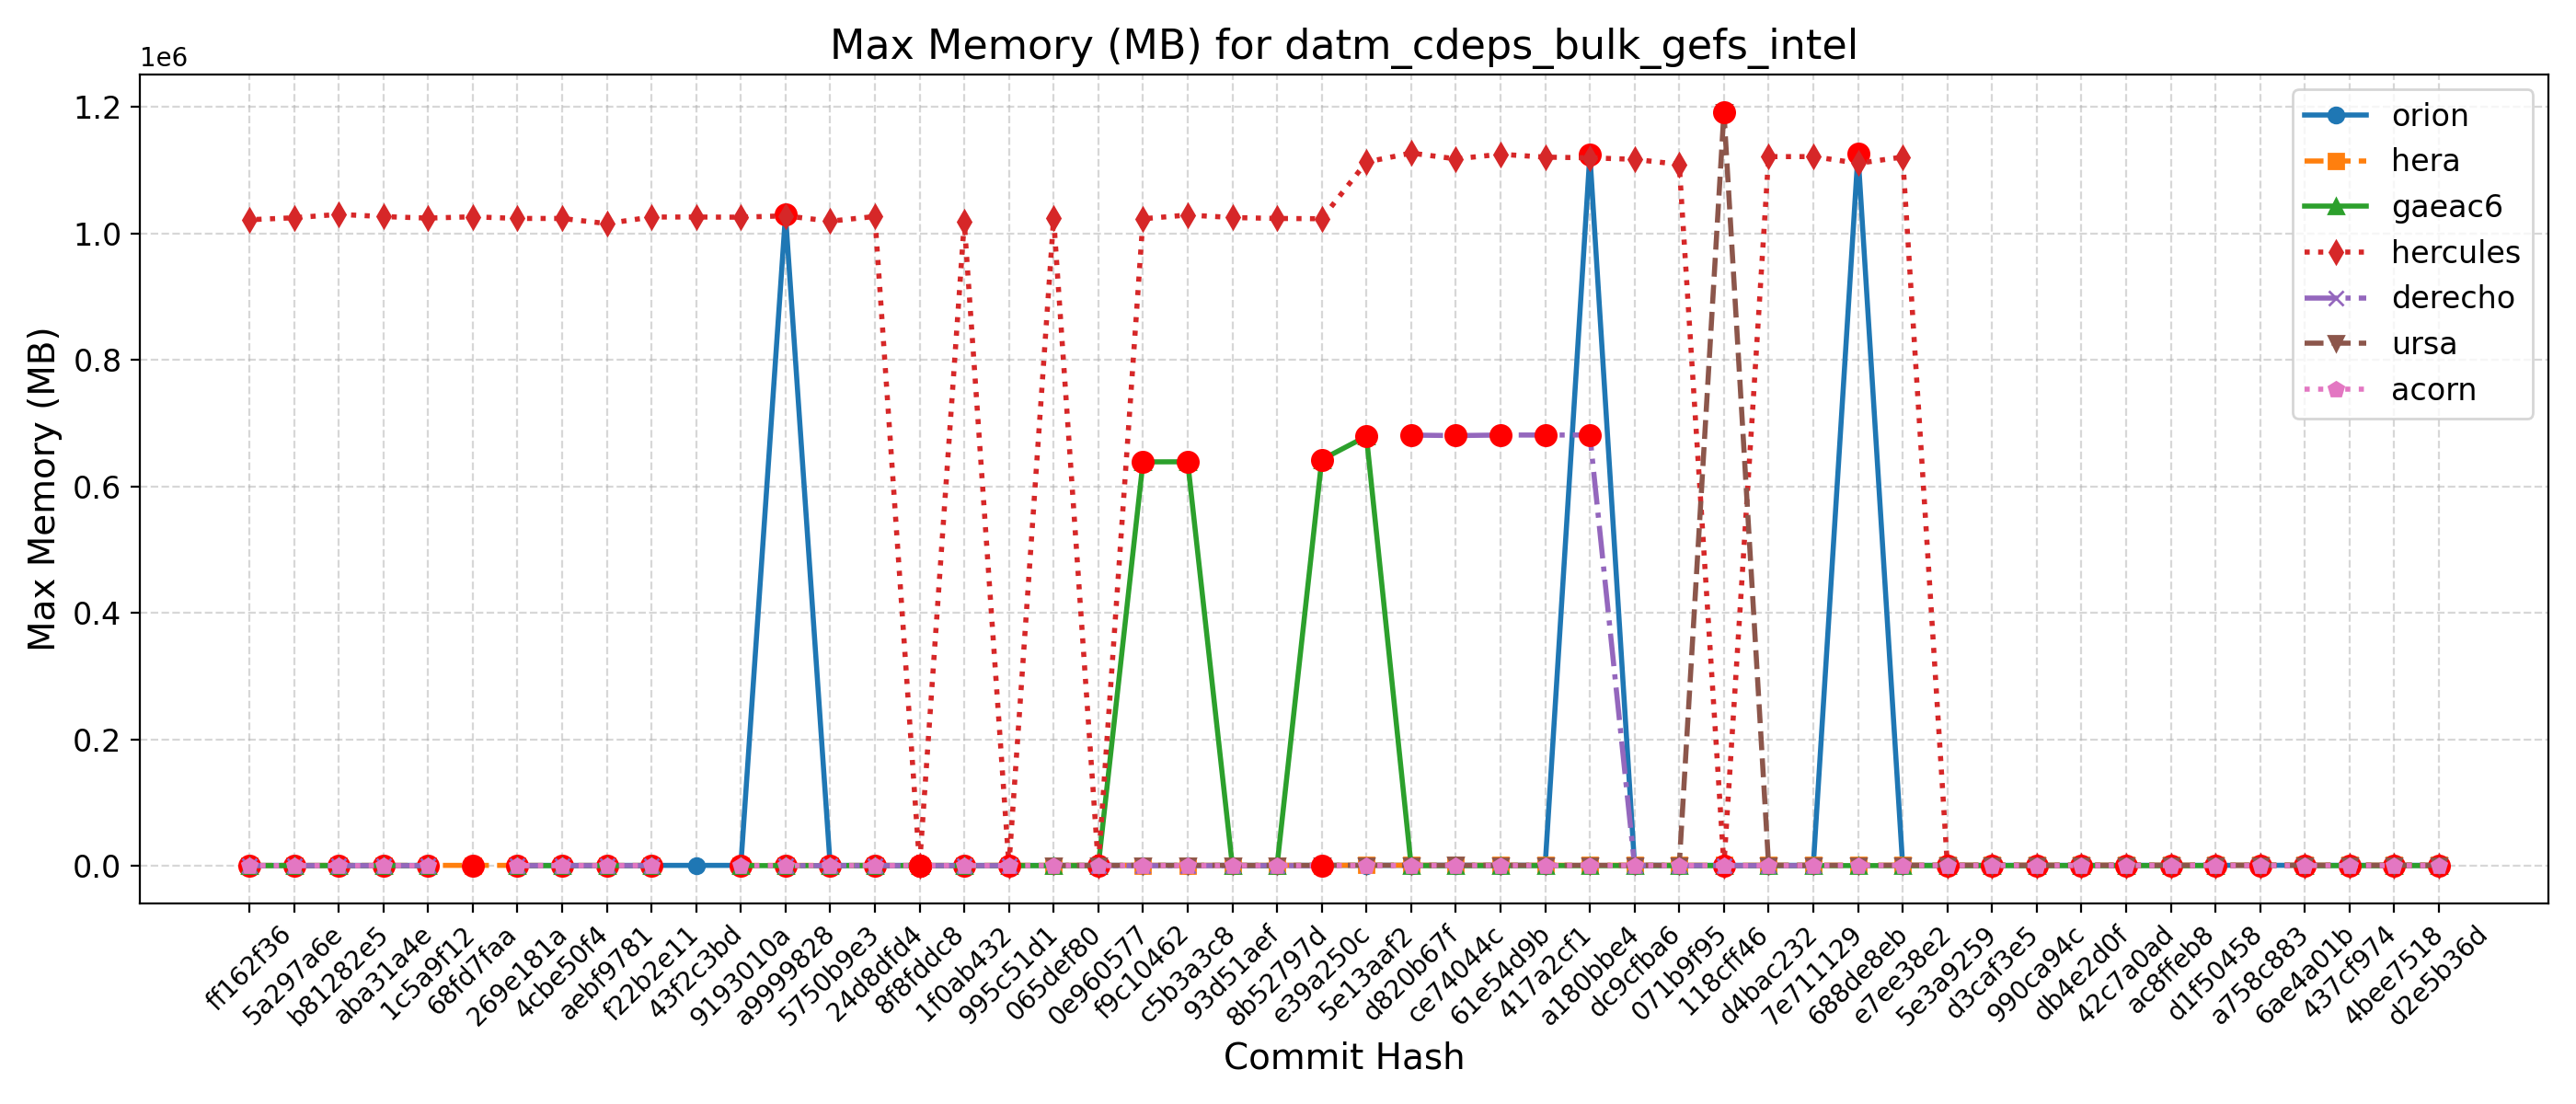 Max Memory (MB) for datm_cdeps_bulk_gefs_intel
1e6
1.2
1.0
0.8
0.6
0.4
0.2
0.0
Max Memory (MB)
orion
hera
gaeac6
hercules
derecho
ursa
acorn
ff162f36
5a297a6e
b81282e5
aba31a4e
1c5a9f12
68fd7faa
269e181a
4cbe50f4
aebf9781
f22b2e11
43f2c3bd
9193010a
a9999828
5750b9e3
24d8dfd4
8f8fddc8
1f0ab432
995c51d1
065def80
0e960577
f9c10462
c5b3a3c8
93d51aef
8b52797d
e39a250c
5e13aaf2
d820b67f
ce74044c
61e54d9b
417a2cf1
a180bbe4
dc9cfba6
071b9f95
118cff46
d4bac232
7e711129
688de8eb
e7ee38e2
5e3a9259
d3caf3e5
990ca94c
db4e2d0f
42c7a0ad
ac8ffeb8
d1f50458
a758c883
6ae4a01b
437cf974
4bee7518
d2e5b36d
Commit Hash